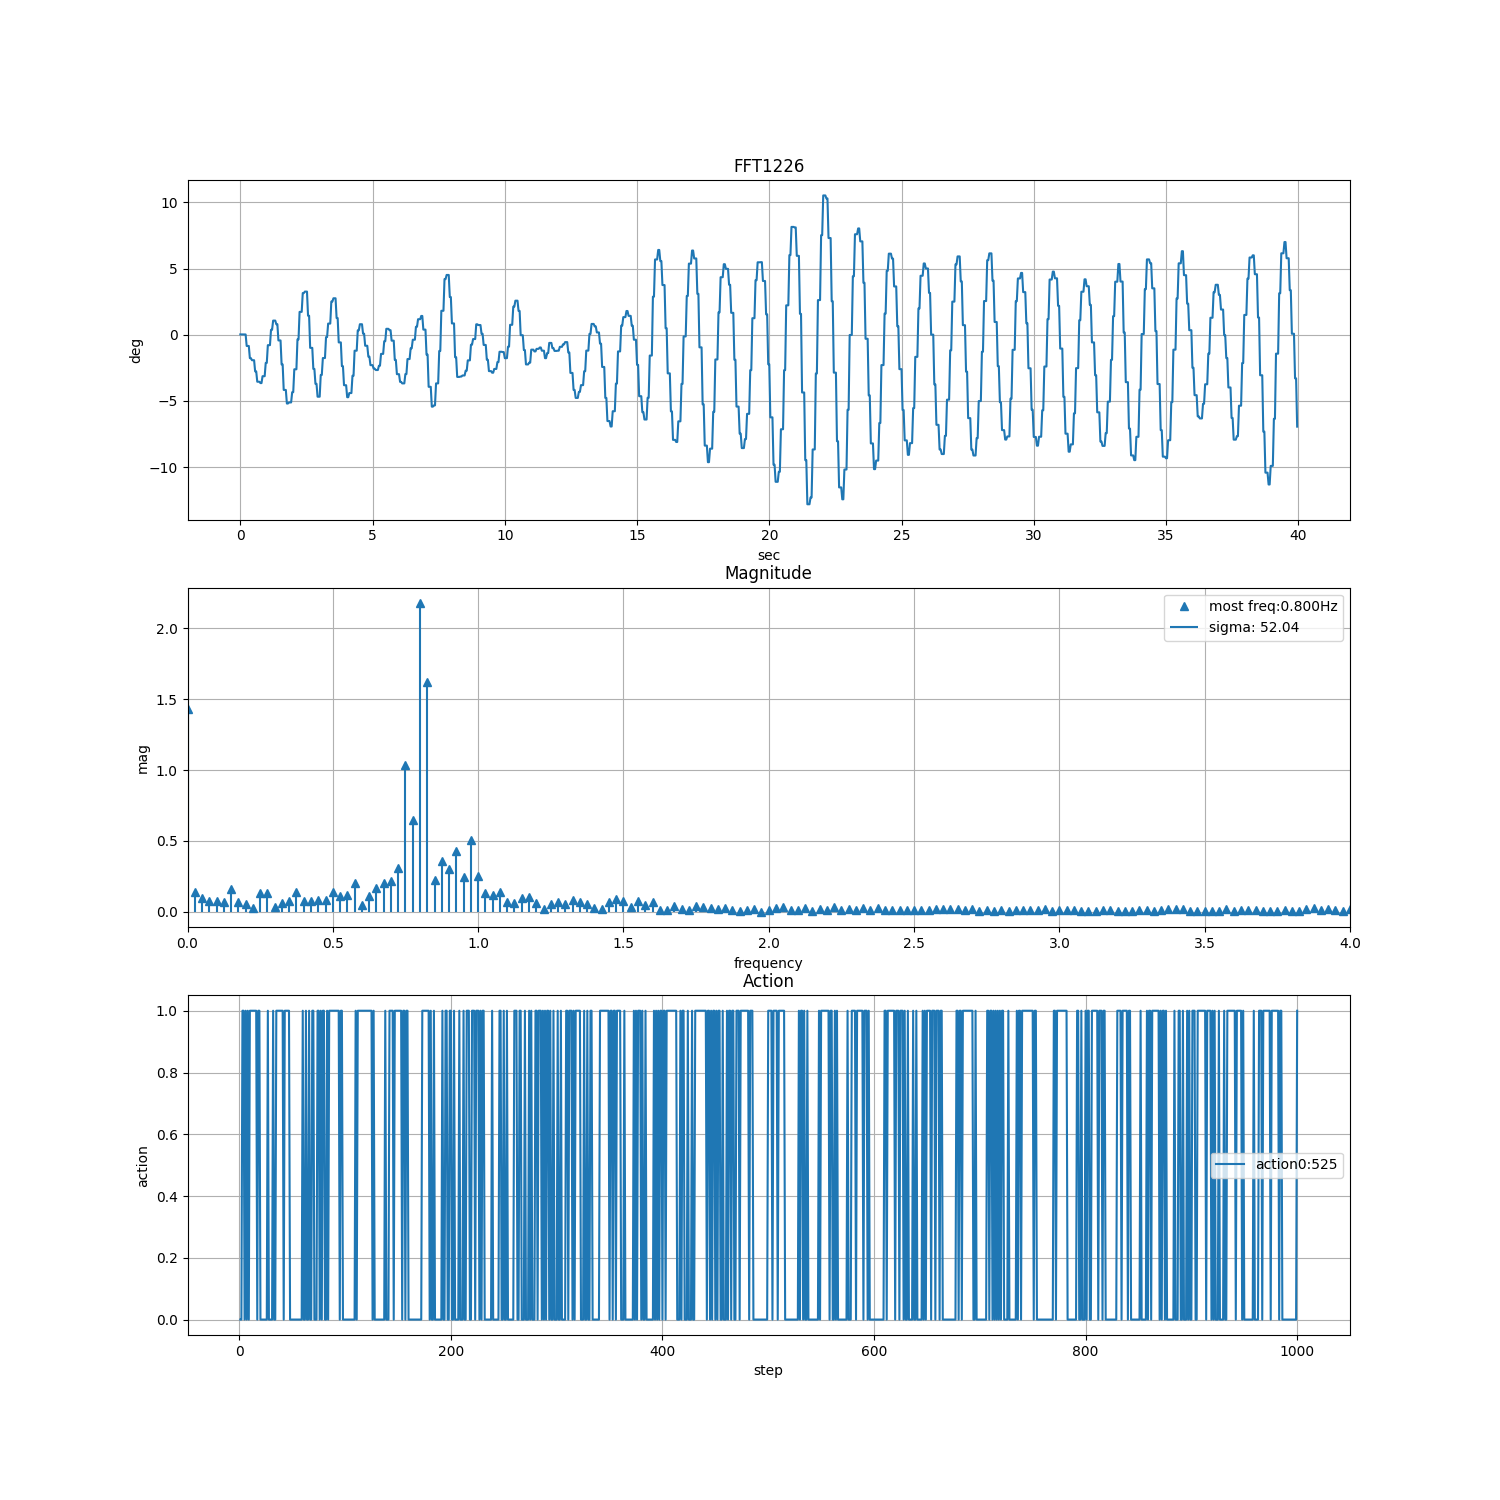 FFT1226
10
5
0
−5
−10
deg
0 5 10 15 20 25 30 35 40
sec
Magnitude
most freq:0.800Hz
sigma: 52.04
2.0
1.5
1.0
0.5
0.0
mag
0.0 0.5 1.0 1.5 2.0 2.5 3.0 3.5 4.0
frequency
Action
1.0
0.8
0.6
0.4
0.2
0.0
action
action0:525
0 200 400 600 800 1000
step